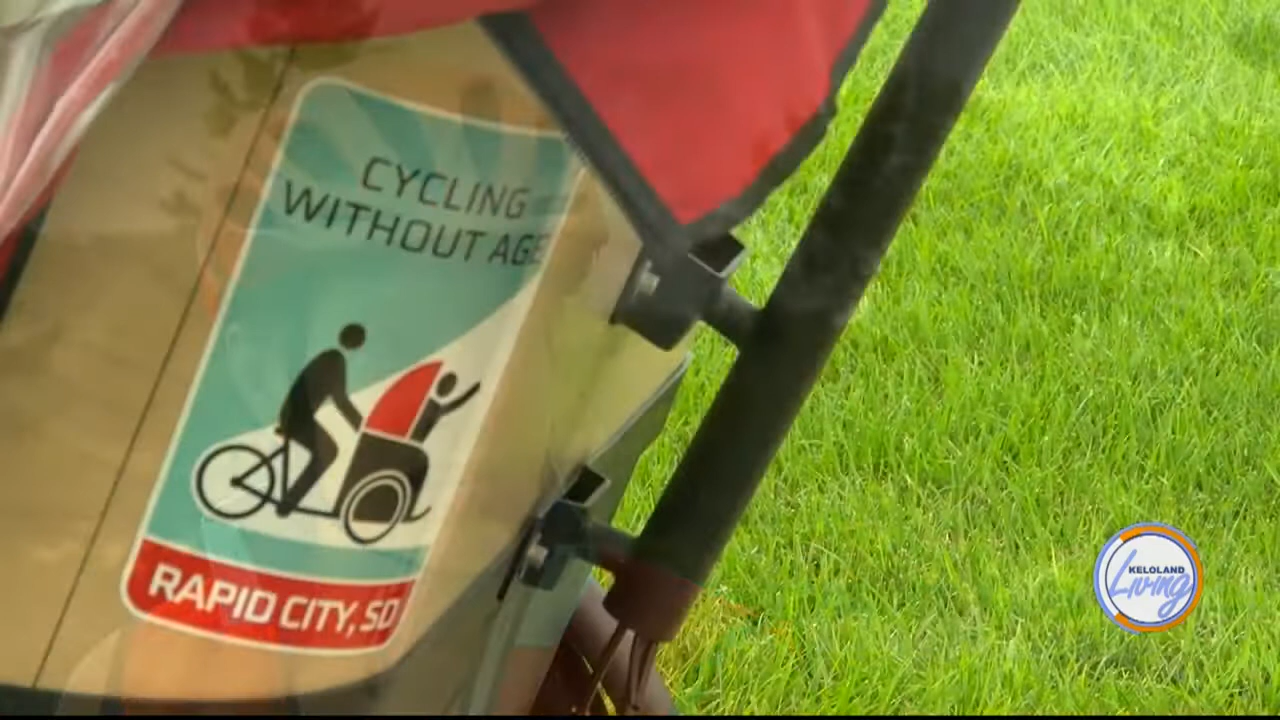 CYCLING
WITHOUT AGE
RAPID CITY, SD
KELOLAND
Living